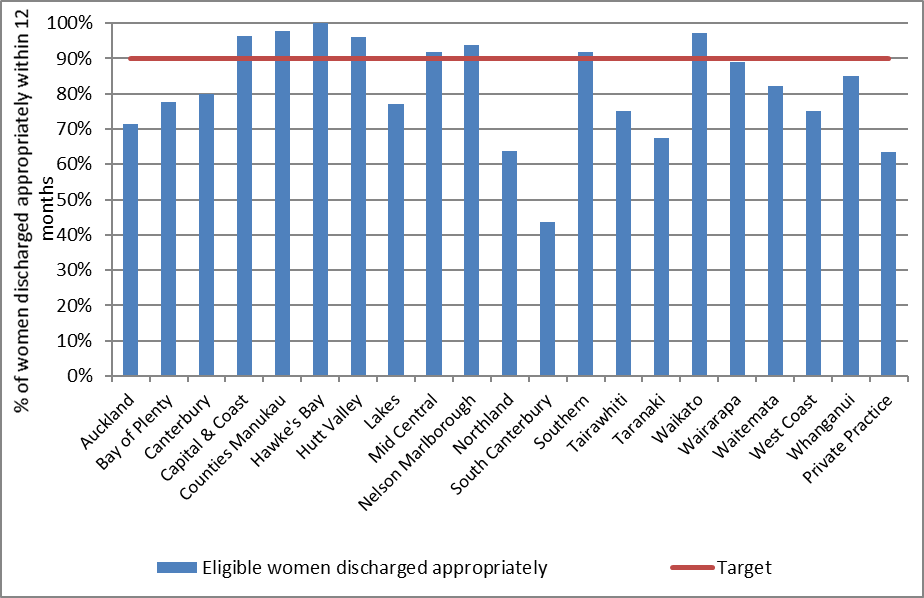 % of women discharged appropriately within 12
months
100%
90%
80%
70%
60%
50%
40%
30%
20%
10%
0%
Auckland
Bay of Plenty
Canterbury
Capital & Coast
Counties Manukau
Hawke's Bay
Hutt Valley
Lakes
Mid Central
Nelson Marlborough
Northland
South Canterbury
Southern
Tairawhiti
Taranaki
Waikato
Wairarapa
Waitemata
West Coast
Whanganui
Private Practice
Eligible women discharged appropriately
Target